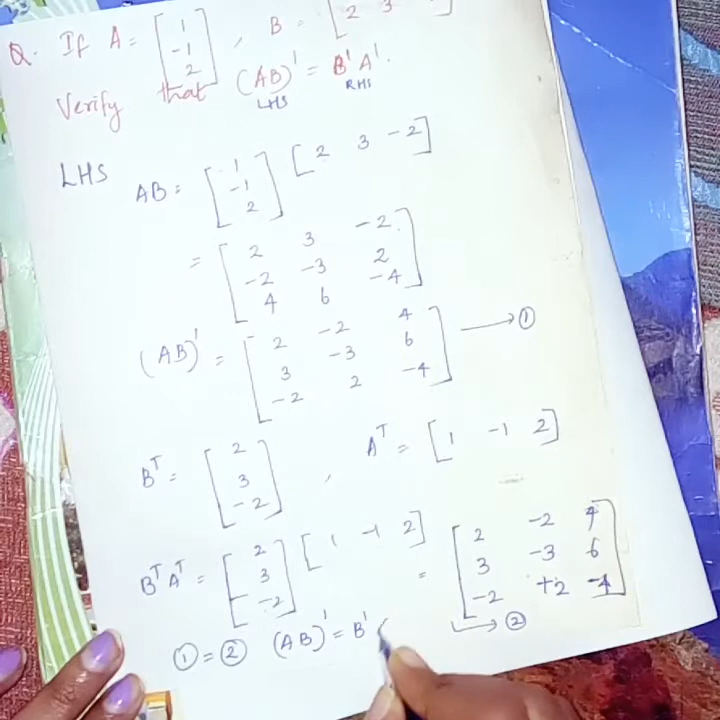 Q. If A = [1 -1 2] , B = [2 3
Verify that (AB)' = B'A'.
LHS RHS
LHS AB = [1 -1 2] [2 3 -2]
= [2 3 -2
-2 -3 2
4 6 -4]
(AB)' = [2 -2 4
3 -3 6
-2 2 -4] → ①
Bᵀ = [2 3 -2] , Aᵀ = [1 -1 2]
BᵀAᵀ = [2 3 -2] [1 -1 2] = [2 -2 4
3 -3 6
-2 +2 -4]
→ ②
① = ② (AB)' = B'